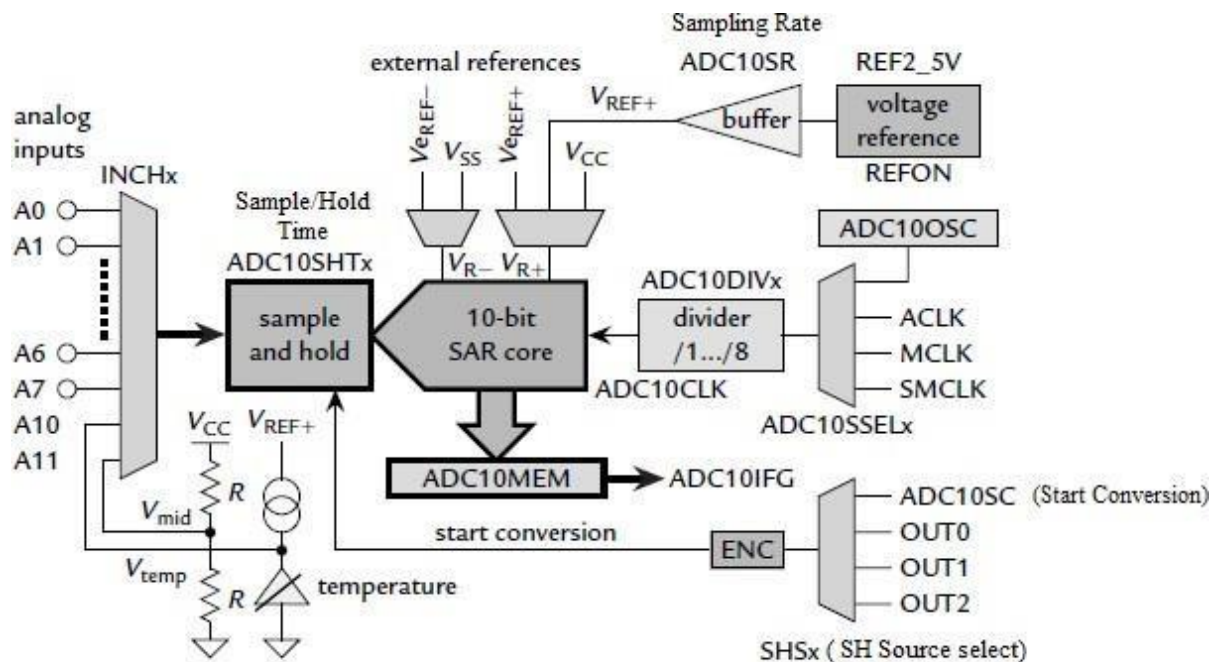 Sampling Rate
ADC10SR
REF2_5V
external references
VREF+
buffer
voltage
reference
REFON
VeREF−
VSS
VeREF+
VCC
analog
inputs
INCHx
A0
A1
A6
A7
A10
A11
Sample/Hold
Time
ADC10SHTx
sample
and hold
VR−
VR+
10-bit
SAR core
ADC10DIVx
divider
/1.../8
ADC10CLK
ADC10OSC
ACLK
MCLK
SMCLK
ADC10SSELx
VCC
VREF+
R
Vmid
Vtemp
R
temperature
ADC10MEM
ADC10IFG
start conversion
ENC
ADC10SC (Start Conversion)
OUT0
OUT1
OUT2
SHSx ( SH Source select)